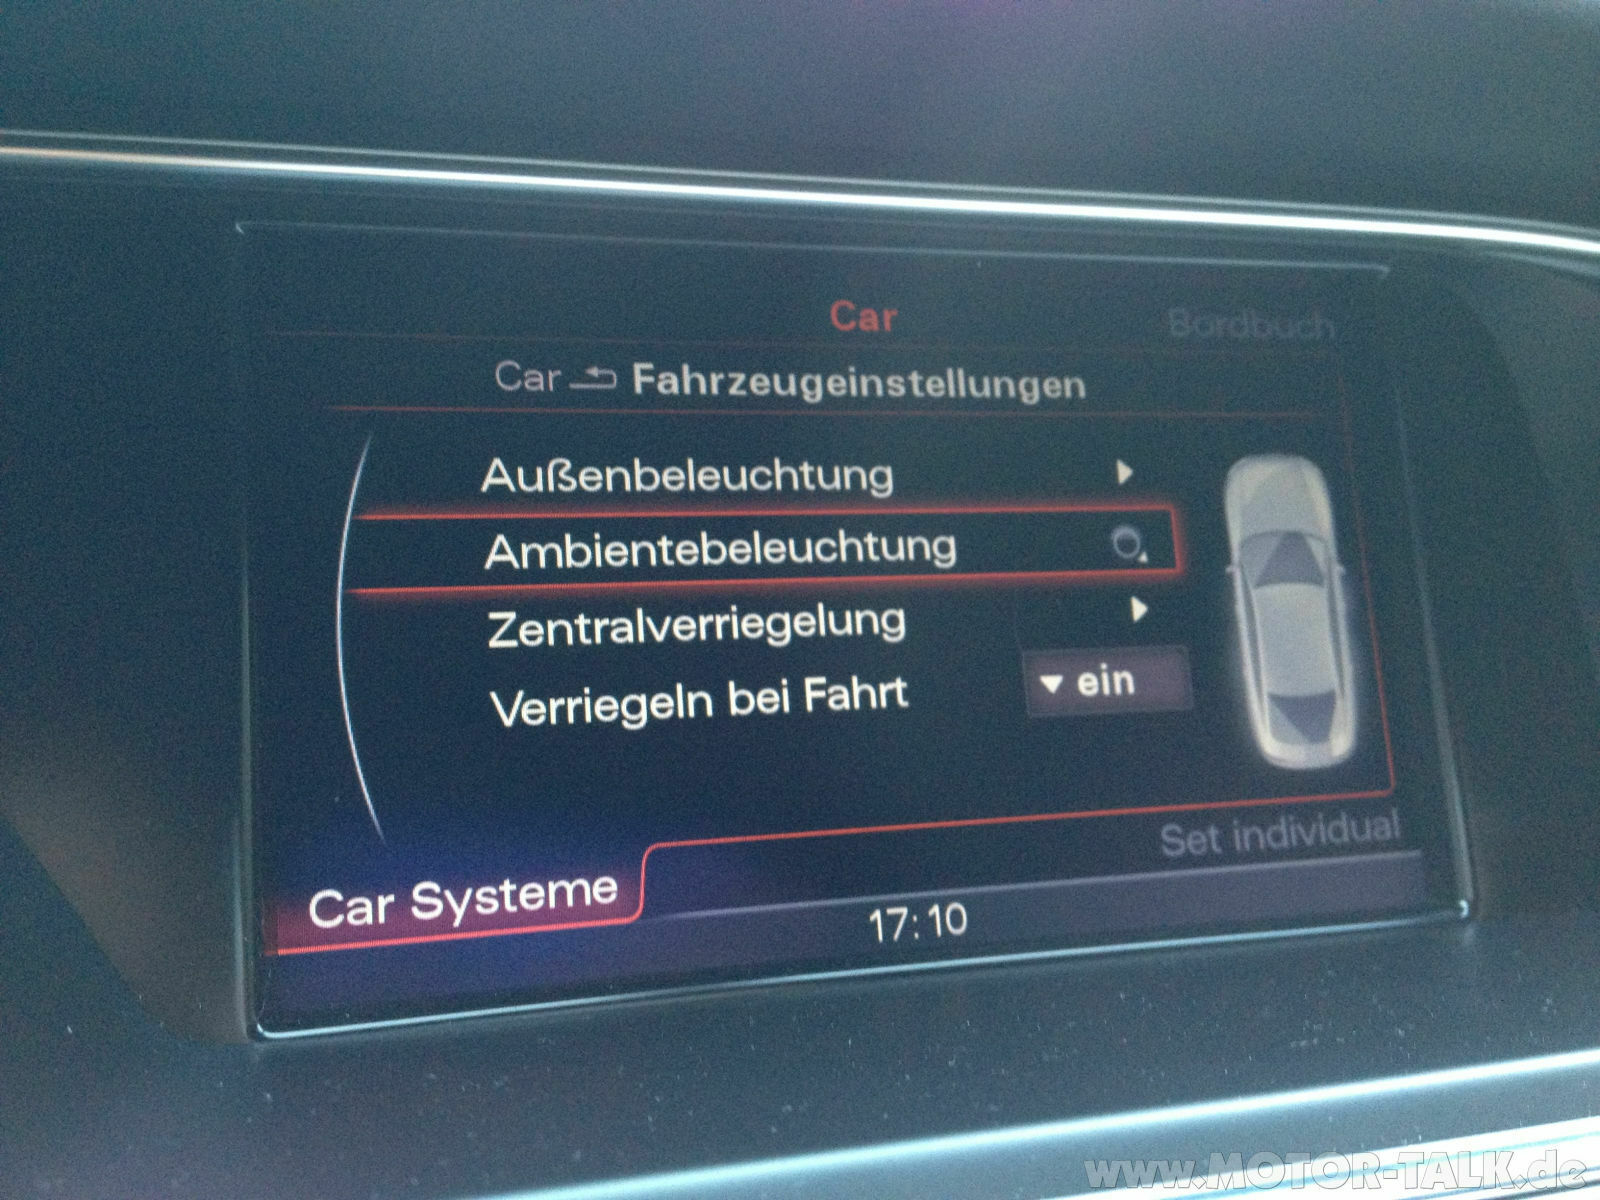 Car Bordbuch
Car Fahrzeugeinstellungen
Außenbeleuchtung
Ambientebeleuchtung
Zentralverriegelung
Verriegeln bei Fahrt ein
Set individual
Car Systeme
17:10
www.MOTOR-TALK.de